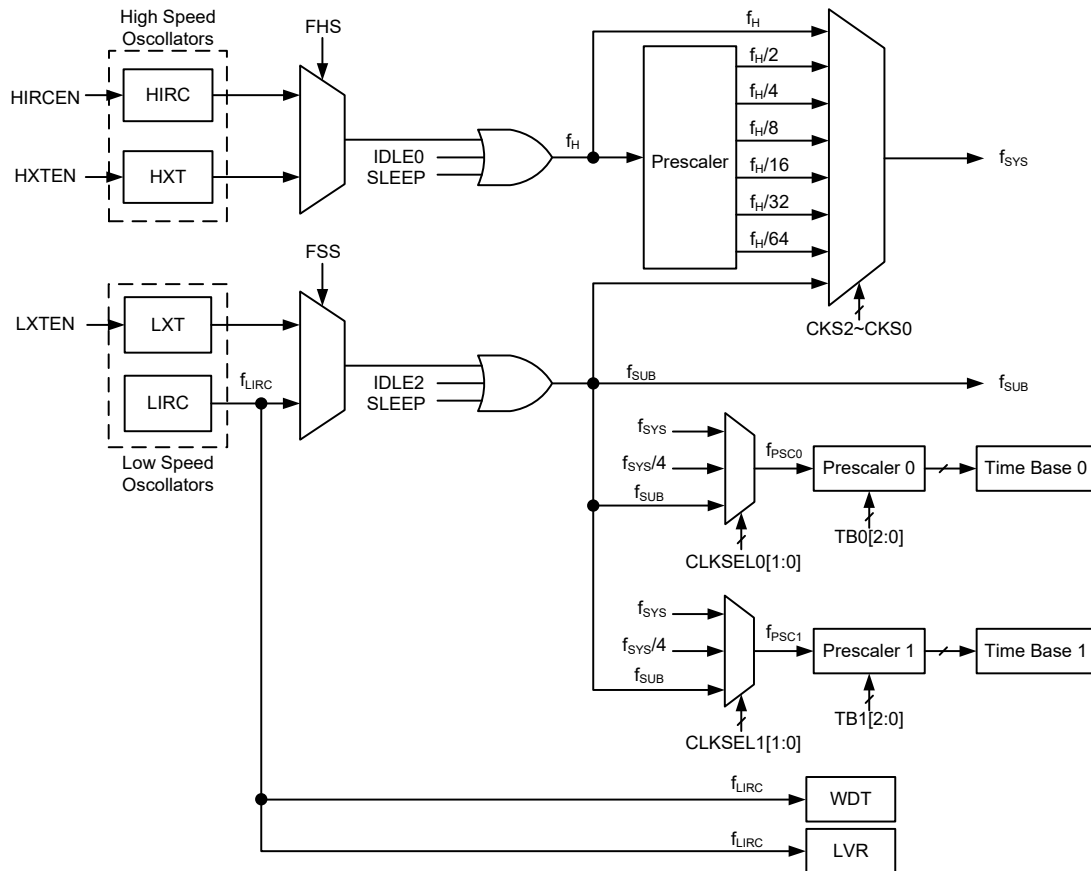 High Speed
Oscollators
FHS
HIRCEN
HIRC
HXTEN
HXT
IDLE0
SLEEP
fH
fH
Prescaler
fH/2
fH/4
fH/8
fH/16
fH/32
fH/64
fSYS
CKS2~CKS0
FSS
LXTEN
LXT
LIRC
fLIRC
Low Speed
Oscollators
IDLE2
SLEEP
fSUB
fSUB
fSYS
fSYS/4
fSUB
fPSC0
Prescaler 0
Time Base 0
TB0[2:0]
CLKSEL0[1:0]
fSYS
fSYS/4
fSUB
fPSC1
Prescaler 1
Time Base 1
TB1[2:0]
CLKSEL1[1:0]
fLIRC
WDT
fLIRC
LVR